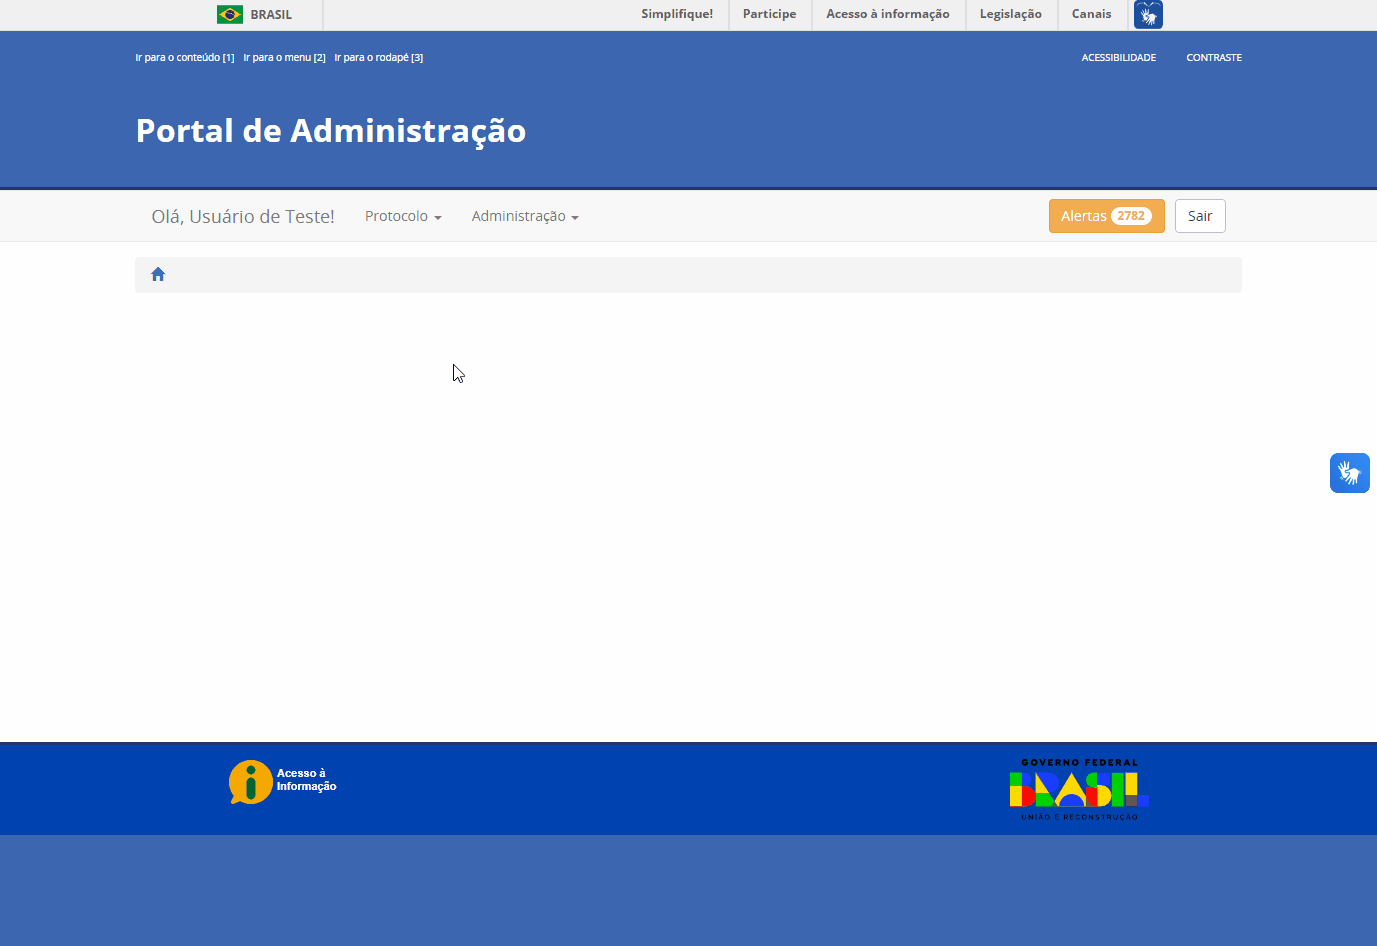 BRASIL
Simplifique! Participe Acesso à informação Legislação Canais
Ir para o conteúdo [1] Ir para o menu [2] Ir para o rodapé [3]
ACESSIBILIDADE CONTRASTE
Portal de Administração
Olá, Usuário de Teste! Protocolo Administração Alertas 2782 Sair
Acesso à
Informação
GOVERNO FEDERAL
BRASIL
UNIÃO E RECONSTRUÇÃO